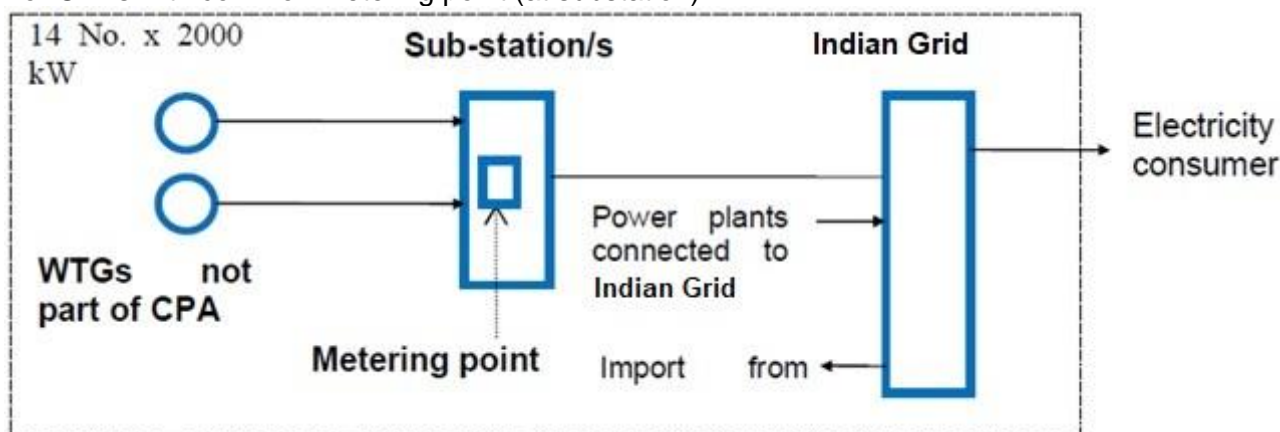 14 No. x 2000
kW
Sub-station/s
Indian Grid
Electricity
consumer
Power plants
connected to
Indian Grid
WTGs not
part of CPA
Metering point
Import from